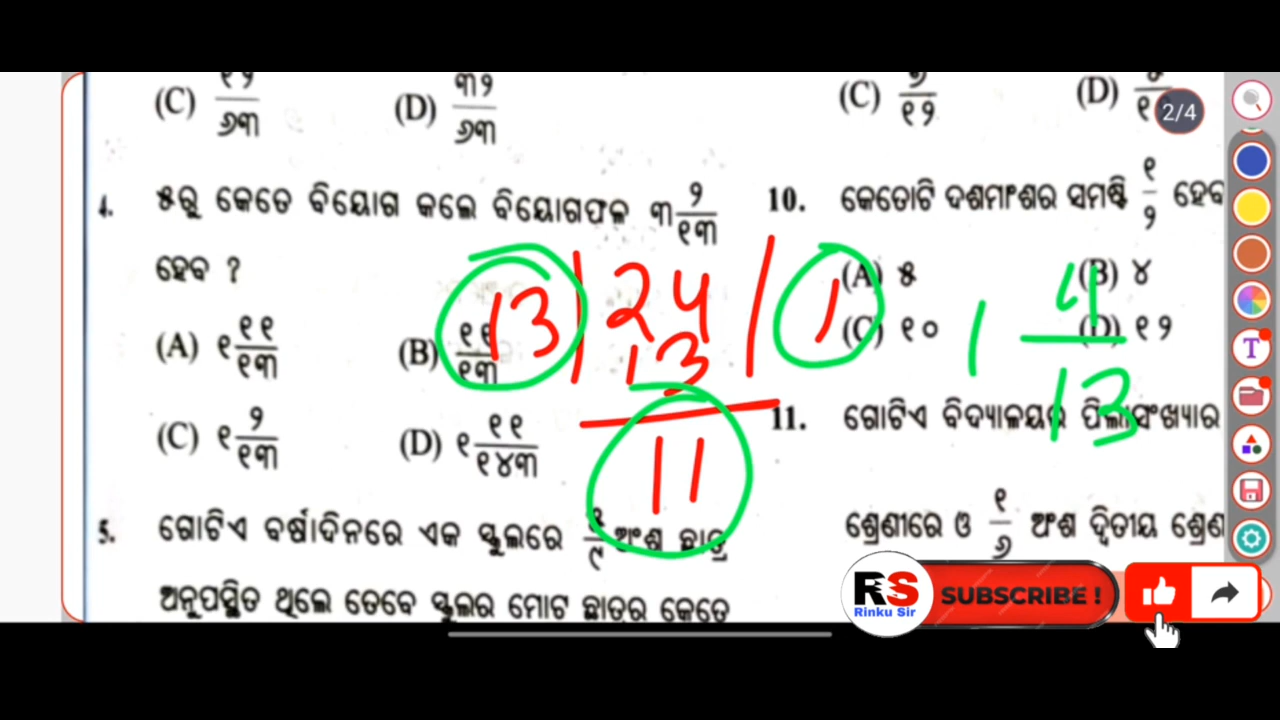 (C) ୧୨/୬୩ (D) ୩୨/୬୩
4. ୫ରୁ କେତେ ବିୟୋଗ କଲେ ବିୟୋଗଫଳ ୩ ୨/୧୩
ହେବ ?
(A) ୧ ୧୧/୧୩ (B) ୧୧/୧୩
(C) ୧ ୨/୧୩ (D) ୧ ୧୧/୧୪୩
5. ଗୋଟିଏ ବର୍ଷାଦିନରେ ଏକ ସ୍କୁଲରେ /୯ ଅଂଶ ଛାତ୍ର
ଅନୁପସ୍ଥିତ ଥିଲେ ତେବେ ସ୍କୁଲର ମୋଟ ଛାତ୍ରର କେତେ
13 | 24 | 1
13
11
(C) /୧୨ (D)
2/4
10. କେତୋଟି ଦଶମାଂଶର ସମଷ୍ଟି ୧/୨ ହେବ
(A) ୫ (B) ୪
(C) ୧୦ (D) ୧୨
1 4/13
11. ଗୋଟିଏ ବିଦ୍ୟାଳୟର ପିଲାସଂଖ୍ୟାର
ଶ୍ରେଣୀରେ ଓ ୧/୬ ଅଂଶ ଦ୍ୱିତୀୟ ଶ୍ରେଣ
T
RS
Rinku Sir
SUBSCRIBE !